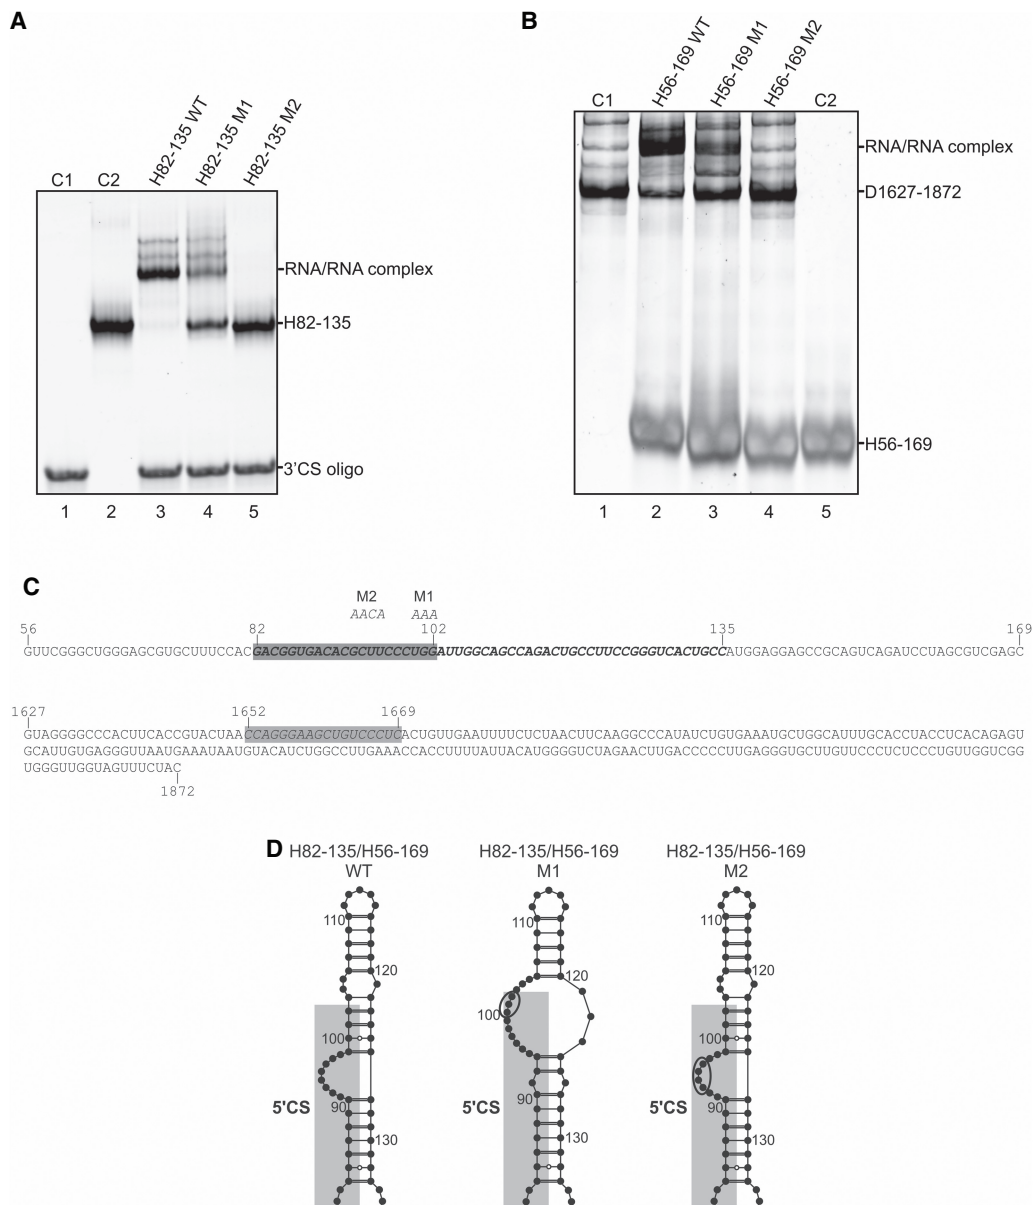 A
H82-135 WT
H82-135 M1
H82-135 M2
C1 C2
RNA/RNA complex
H82-135
3'CS oligo
1 2 3 4 5
B
H56-169 WT
H56-169 M1
H56-169 M2
C1 C2
RNA/RNA complex
D1627-1872
H56-169
1 2 3 4 5
C
M2 M1
AACA AAA
56 82 102 135 169
GUUCGGGCUGGGAGCGUGCUUUCCACGACGGUGACACGCUUCCCUGGAUUGGCAGCCAGACUGCCUUCCGGGUCACUGCCAUGGAGGAGCCGCAGUCAGAUCCUAGCGUCGAGC
1627 1652 1669
GUAGGGGCCCACUUCACCGUACUAACCAGGGAAGCUGUCCCUCACUGUUGAAUUUUCUCUAACUUCAAGGCCCAUAUCUGUGAAAUGCUGGCAUUUGCACCUACCUCACAGAGU
GCAUUGUGAGGGUUAAUGAAAUAAUGUACAUCUGGCCUUGAAACCACCUUUUAUUACAUGGGGUCUAGAACUUGACCCCCUUGAGGGUGCUUGUUCCCUCUCCCUGUUGGUCGG
UGGGUUGGUAGUUUCUAC
1872
D
H82-135/H56-169
WT
H82-135/H56-169
M1
H82-135/H56-169
M2
110
120
100
90
130
5'CS
110
120
100
90
130
5'CS
110
120
100
90
130
5'CS